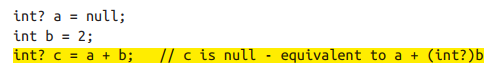 int? a = null;
int b = 2;
int? c = a + b;   // c is null - equivalent to a + (int?)b